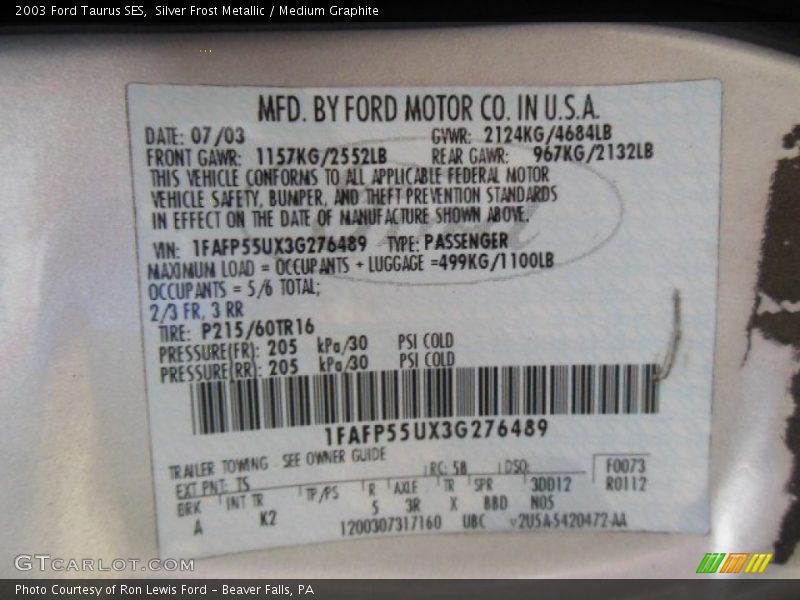 2003 Ford Taurus SES,  Silver Frost Metallic / Medium Graphite
MFD. BY FORD MOTOR CO. IN U.S.A.
DATE: 07/03 GVWR: 2124KG/4684LB
FRONT GAWR: 1157KG/2552LB REAR GAWR: 967KG/2132LB
THIS VEHICLE CONFORMS TO ALL APPLICABLE FEDERAL MOTOR
VEHICLE SAFETY, BUMPER, AND THEFT PREVENTION STANDARDS
IN EFFECT ON THE DATE OF MANUFACTURE SHOWN ABOVE.
VIN: 1FAFP55UX3G276489 TYPE: PASSENGER
MAXIMUM LOAD = OCCUPANTS + LUGGAGE =499KG/1100LB
OCCUPANTS = 5/6 TOTAL;
2/3 FR, 3 RR
TIRE: P215/60TR16
PRESSURE(FR): 205 kPa/30 PSI COLD
PRESSURE(RR): 205 kPa/30 PSI COLD
1FAFP55UX3G276489
TRAILER TOWING - SEE OWNER GUIDE
EXT PNT: TS RC: 58 DSO: F0073
BRK INT TR TP/PS R AXLE TR SPR 3DD12 R0112
A K2 5 3R X BBD N05
1200307317160 UBC v2U5A-5420472-AA
GTCARLOT.COM
Photo Courtesy of Ron Lewis Ford - Beaver Falls, PA